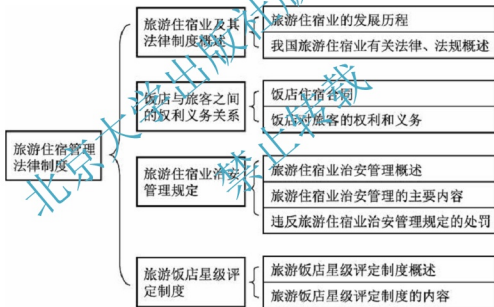 旅游住宿管理
法律制度
旅游住宿业及其
法律制度概述
旅游住宿业的发展历程
我国旅游住宿业有关法律、法规概述
饭店与旅客之间
的权利义务关系
饭店住宿合同
饭店对旅客的权利和义务
旅游住宿业治安
管理规定
旅游住宿业治安管理概述
旅游住宿业治安管理的主要内容
违反旅游住宿业治安管理规定的处罚
旅游饭店星级评
定制度
旅游饭店星级评定制度概述
旅游饭店星级评定制度的内容
北京大学出版社
禁止转载